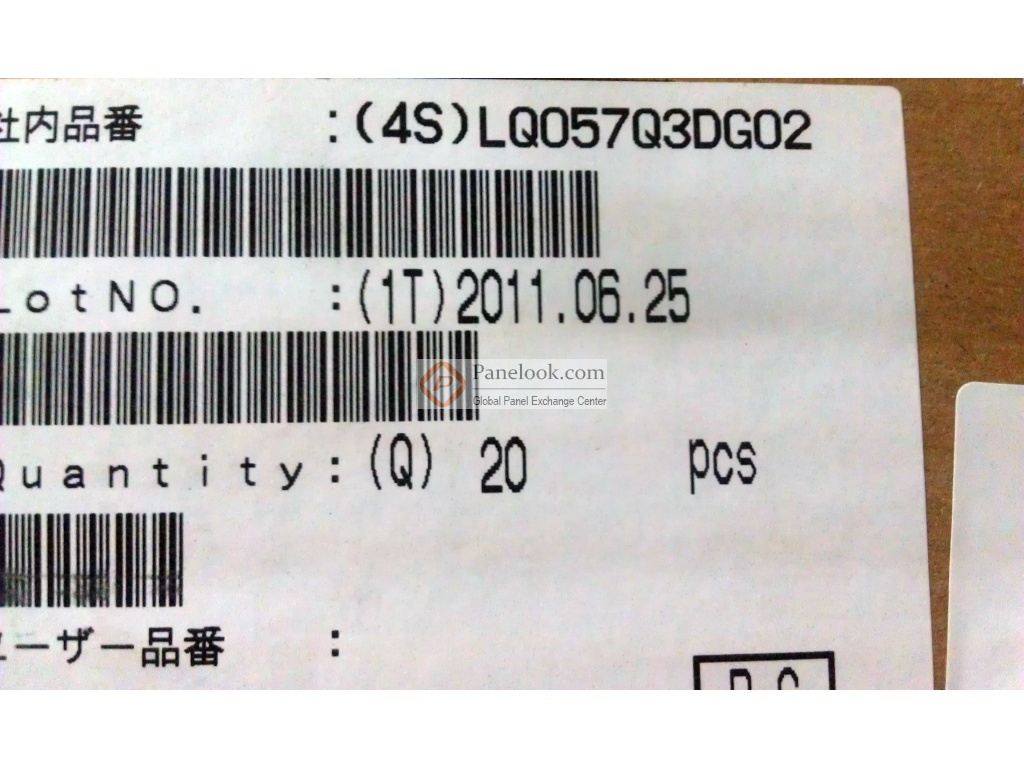 社内品番 :(4S)LQ057Q3DG02
LotNO. :(1T)2011.06.25
Panelook.com
Global Panel Exchange Center
Quantity:(Q) 20 pcs
ユーザー品番 :